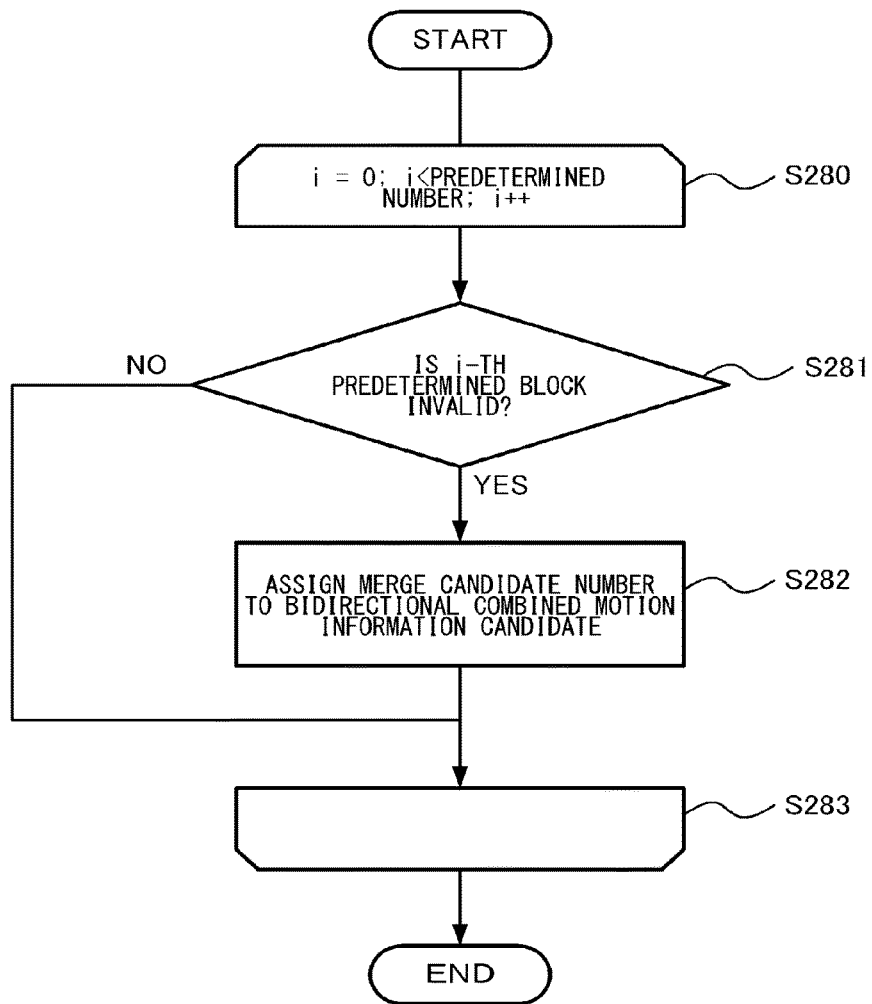 START
i = 0; i<PREDETERMINED
NUMBER; i++
S280
NO
IS i-TH
PREDETERMINED BLOCK
INVALID?
S281
YES
ASSIGN MERGE CANDIDATE NUMBER
TO BIDIRECTIONAL COMBINED MOTION
INFORMATION CANDIDATE
S282
S283
END